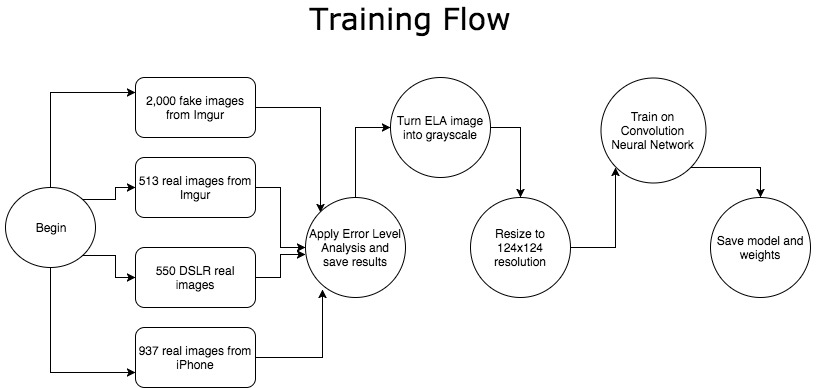 Training Flow
2,000 fake images
from Imgur
513 real images from
Imgur
Begin
550 DSLR real
images
937 real images from
iPhone
Apply Error Level
Analysis and
save results
Turn ELA image
into grayscale
Resize to
124x124
resolution
Train on
Convolution
Neural Network
Save model and
weights